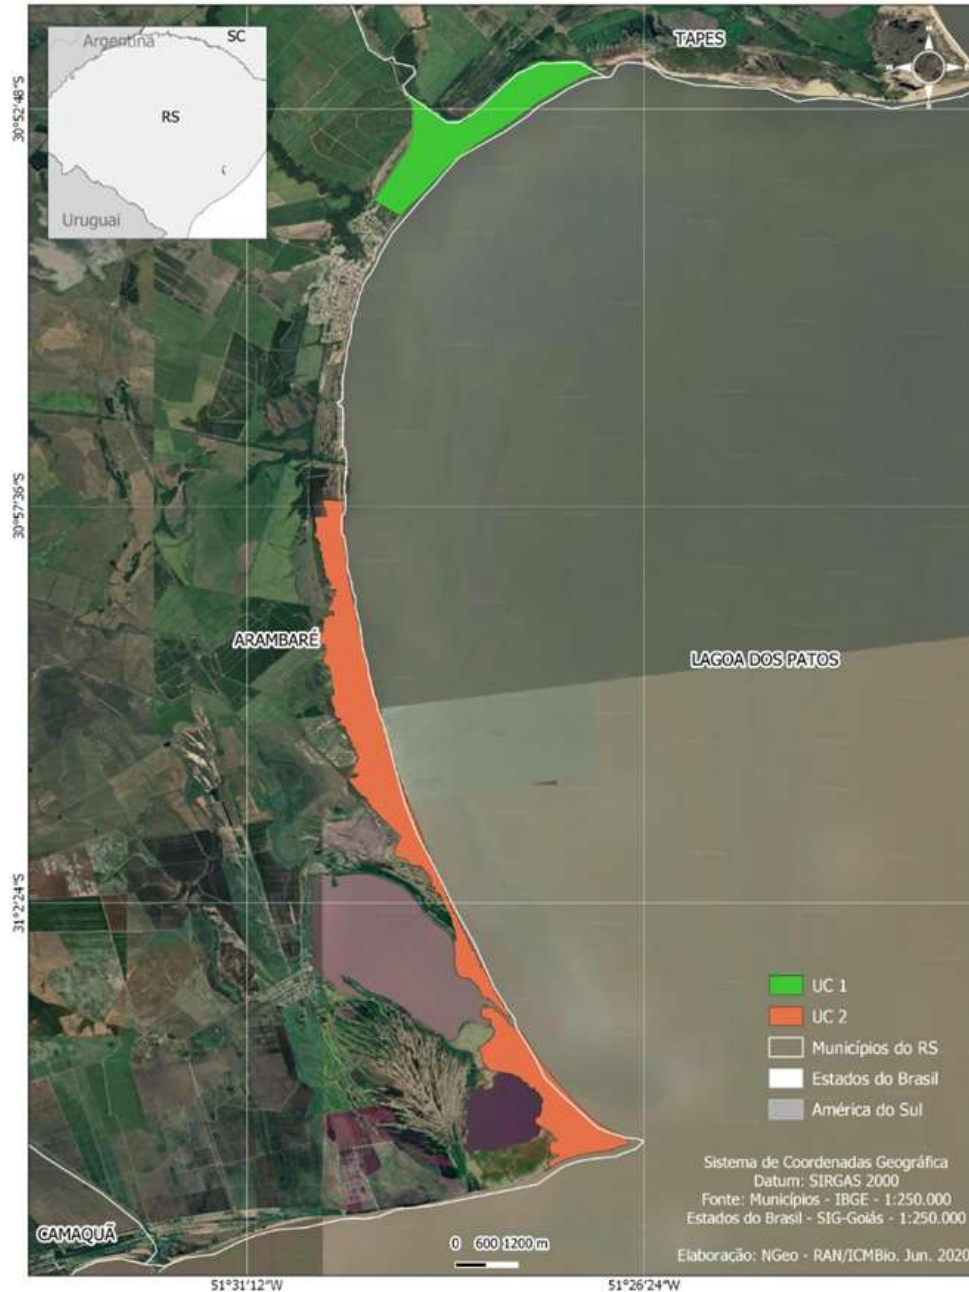 Argentina
SC
RS
Uruguai
TAPES
30°52'48"S
30°57'36"S
31°2'24"S
ARAMBARÉ
LAGOA DOS PATOS
CAMAQUÃ
UC 1
UC 2
Municípios do RS
Estados do Brasil
América do Sul
Sistema de Coordenadas Geográfica
Datum: SIRGAS 2000
Fonte: Municípios - IBGE - 1:250.000
Estados do Brasil - SIG-Goiás - 1:250.000
Elaboração: NGeo - RAN/ICMBio. Jun. 2020
0 600 1200 m
51°31'12"W
51°26'24"W